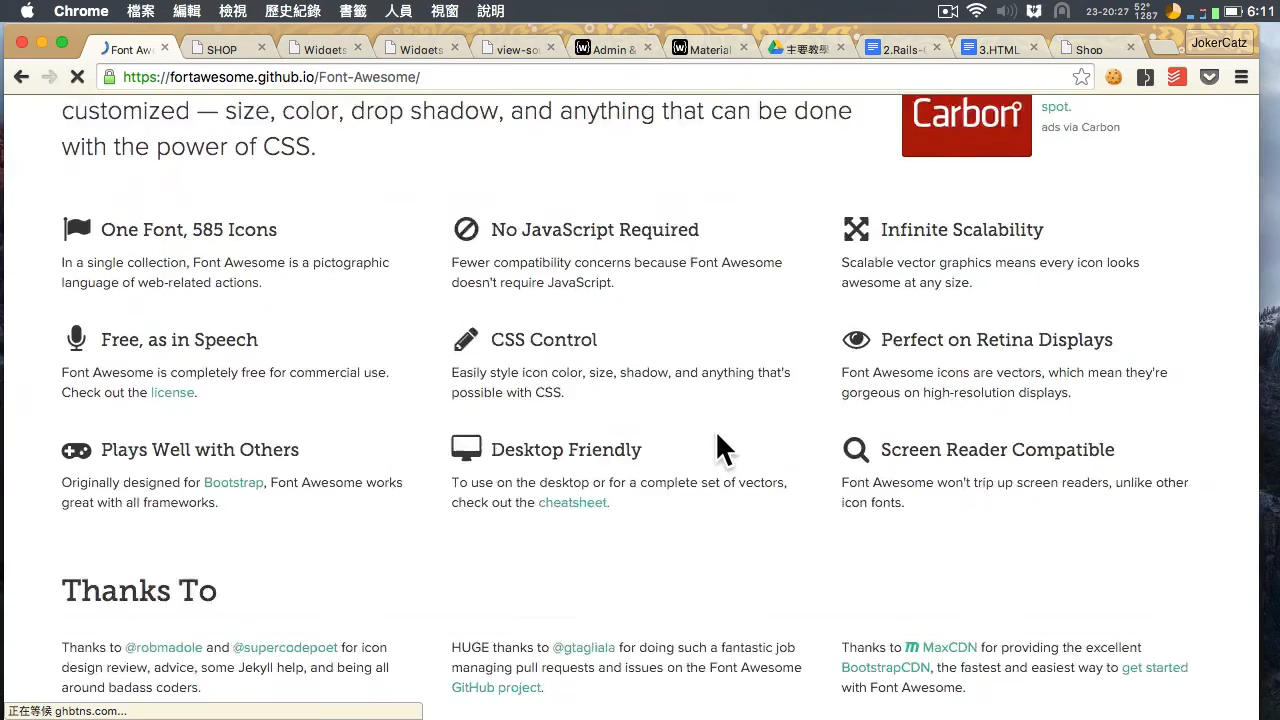 Chrome 檔案 編輯 檢視 歷史紀錄 書籤 人員 視窗 說明 23-20:27 52° 1287 6:11
Font Aw SHOP Widgets Widgets view-so Admin & Material 主要教學 2.Rails- 3.HTML Shop JokerCatz
https://fortawesome.github.io/Font-Awesome/
customized — size, color, drop shadow, and anything that can be done
with the power of CSS.
Carbon
spot.
ads via Carbon
One Font, 585 Icons
In a single collection, Font Awesome is a pictographic
language of web-related actions.
No JavaScript Required
Fewer compatibility concerns because Font Awesome
doesn't require JavaScript.
Infinite Scalability
Scalable vector graphics means every icon looks
awesome at any size.
Free, as in Speech
Font Awesome is completely free for commercial use.
Check out the license.
CSS Control
Easily style icon color, size, shadow, and anything that's
possible with CSS.
Perfect on Retina Displays
Font Awesome icons are vectors, which mean they're
gorgeous on high-resolution displays.
Plays Well with Others
Originally designed for Bootstrap, Font Awesome works
great with all frameworks.
Desktop Friendly
To use on the desktop or for a complete set of vectors,
check out the cheatsheet.
Screen Reader Compatible
Font Awesome won't trip up screen readers, unlike other
icon fonts.
Thanks To
Thanks to @robmadole and @supercodepoet for icon
design review, advice, some Jekyll help, and being all
around badass coders.
HUGE thanks to @gtagliala for doing such a fantastic job
managing pull requests and issues on the Font Awesome
GitHub project.
Thanks to MaxCDN for providing the excellent
BootstrapCDN, the fastest and easiest way to get started
with Font Awesome.
正在等候 ghbtns.com...